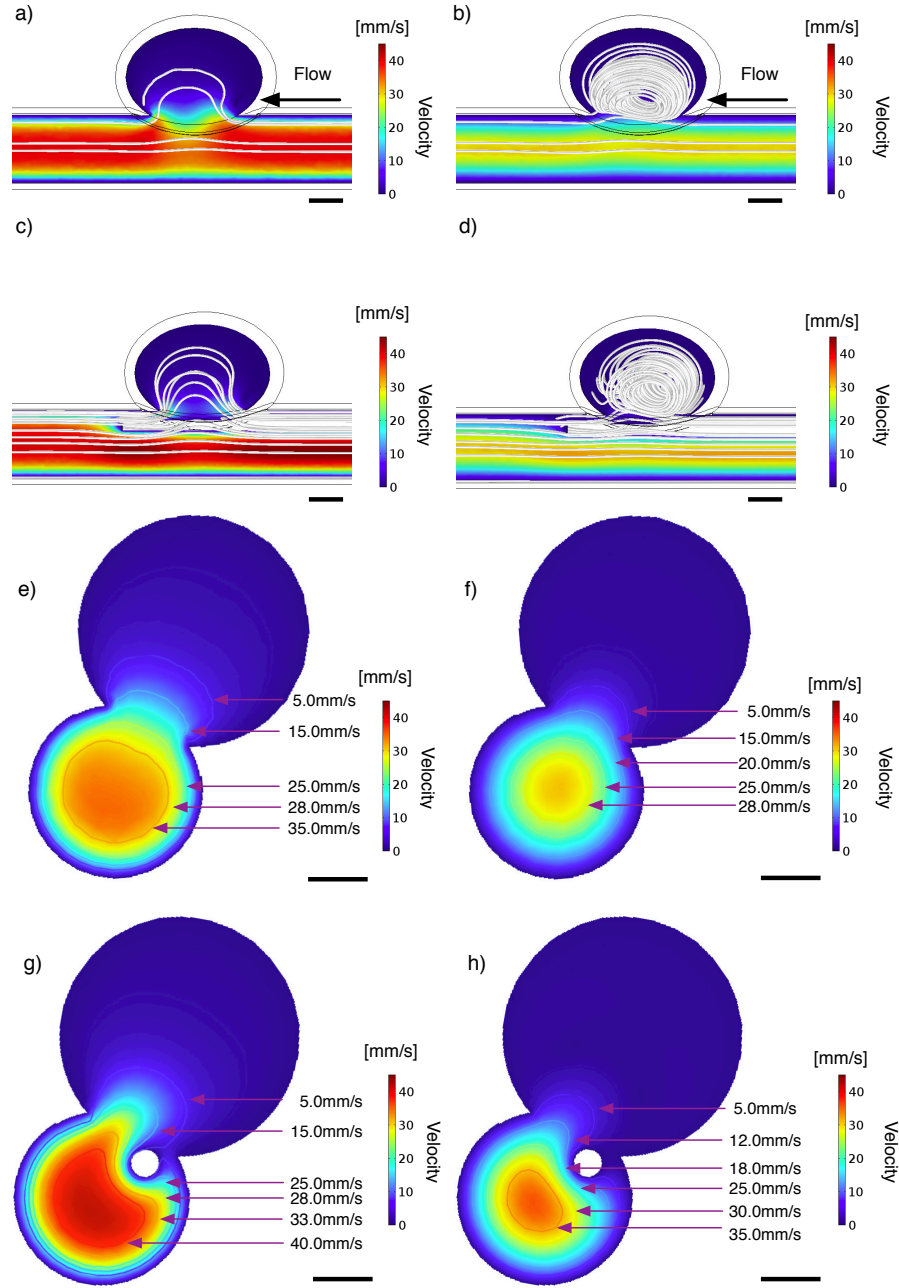 a)
[mm/s]
40
30
20
10
0
Velocity
Flow
b)
[mm/s]
40
30
20
10
0
Velocity
Flow
c)
[mm/s]
40
30
20
10
0
Velocity
d)
[mm/s]
40
30
20
10
0
Velocity
e)
5.0mm/s
15.0mm/s
25.0mm/s
28.0mm/s
35.0mm/s
[mm/s]
40
30
20
10
0
Velocity
f)
5.0mm/s
15.0mm/s
20.0mm/s
25.0mm/s
28.0mm/s
[mm/s]
40
30
20
10
0
Velocity
g)
5.0mm/s
15.0mm/s
25.0mm/s
28.0mm/s
33.0mm/s
40.0mm/s
[mm/s]
40
30
20
10
0
Velocity
h)
5.0mm/s
12.0mm/s
18.0mm/s
25.0mm/s
30.0mm/s
35.0mm/s
[mm/s]
40
30
20
10
0
Velocity